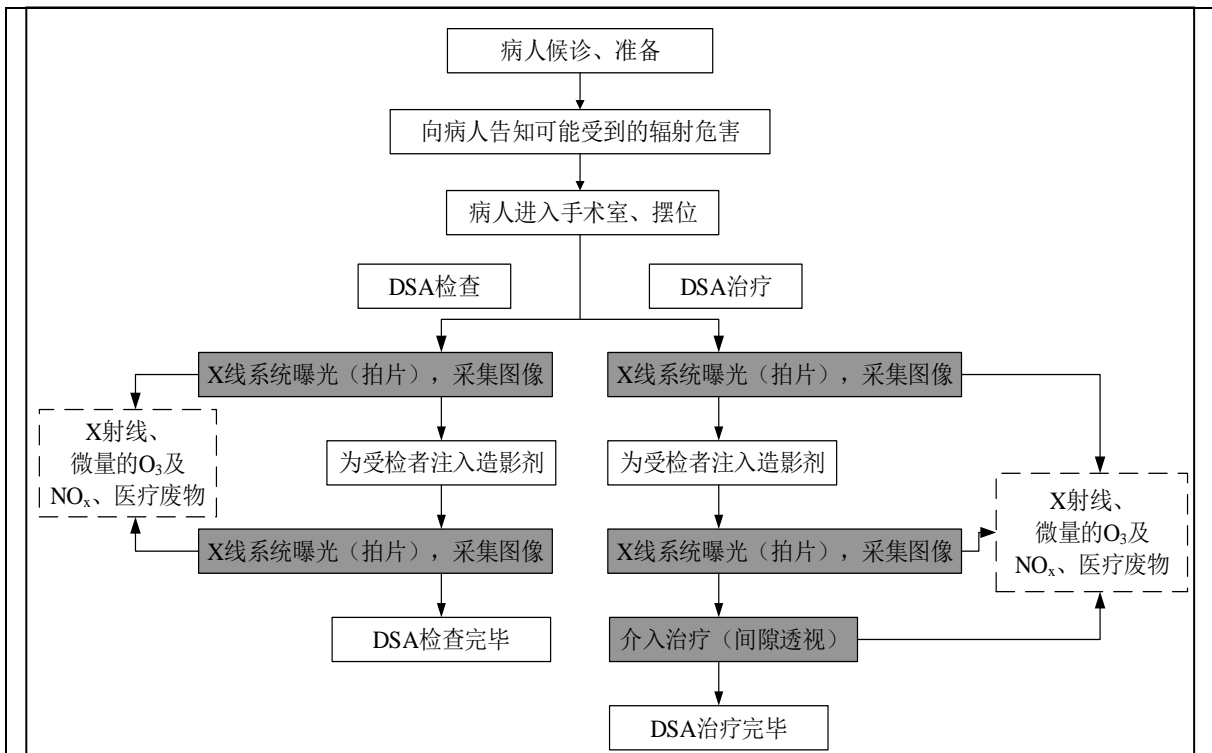 病人候诊、准备
向病人告知可能受到的辐射危害
病人进入手术室、摆位
DSA检查
DSA治疗
X线系统曝光（拍片），采集图像
X线系统曝光（拍片），采集图像
X射线、
微量的O₃及
NOₓ、医疗废物
为受检者注入造影剂
为受检者注入造影剂
X射线、
微量的O₃及
NOₓ、医疗废物
X线系统曝光（拍片），采集图像
X线系统曝光（拍片），采集图像
DSA检查完毕
介入治疗（间隙透视）
DSA治疗完毕